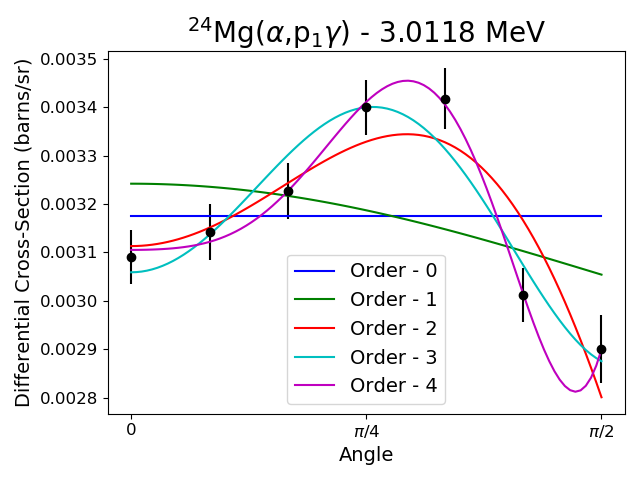 ²⁴Mg(α,p₁γ) - 3.0118 MeV
Differential Cross-Section (barns/sr)
0.0035
0.0034
0.0033
0.0032
0.0031
0.0030
0.0029
0.0028
Order - 0
Order - 1
Order - 2
Order - 3
Order - 4
0
π/4
π/2
Angle